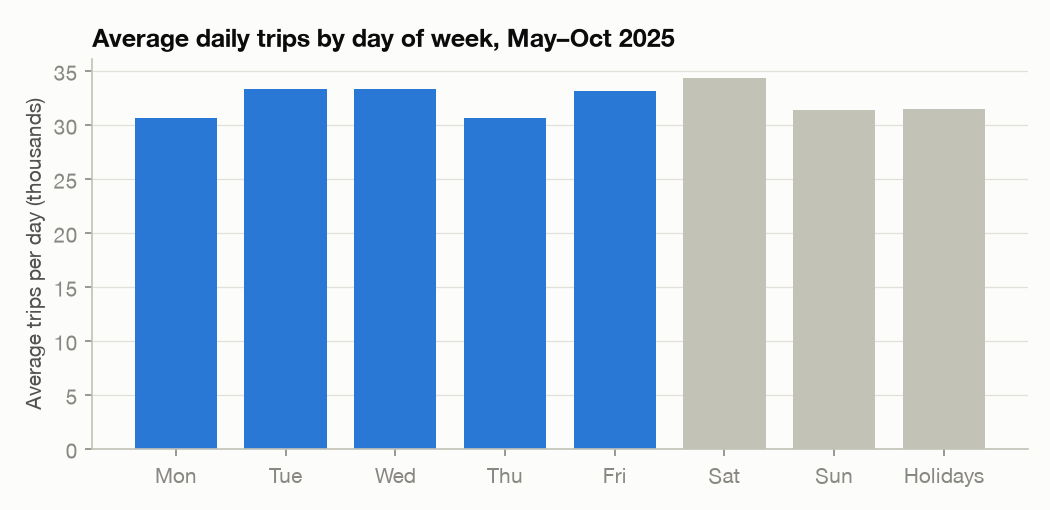 Average daily trips by day of week, May–Oct 2025
Average trips per day (thousands)
35
30
25
20
15
10
5
0
Mon Tue Wed Thu Fri Sat Sun Holidays